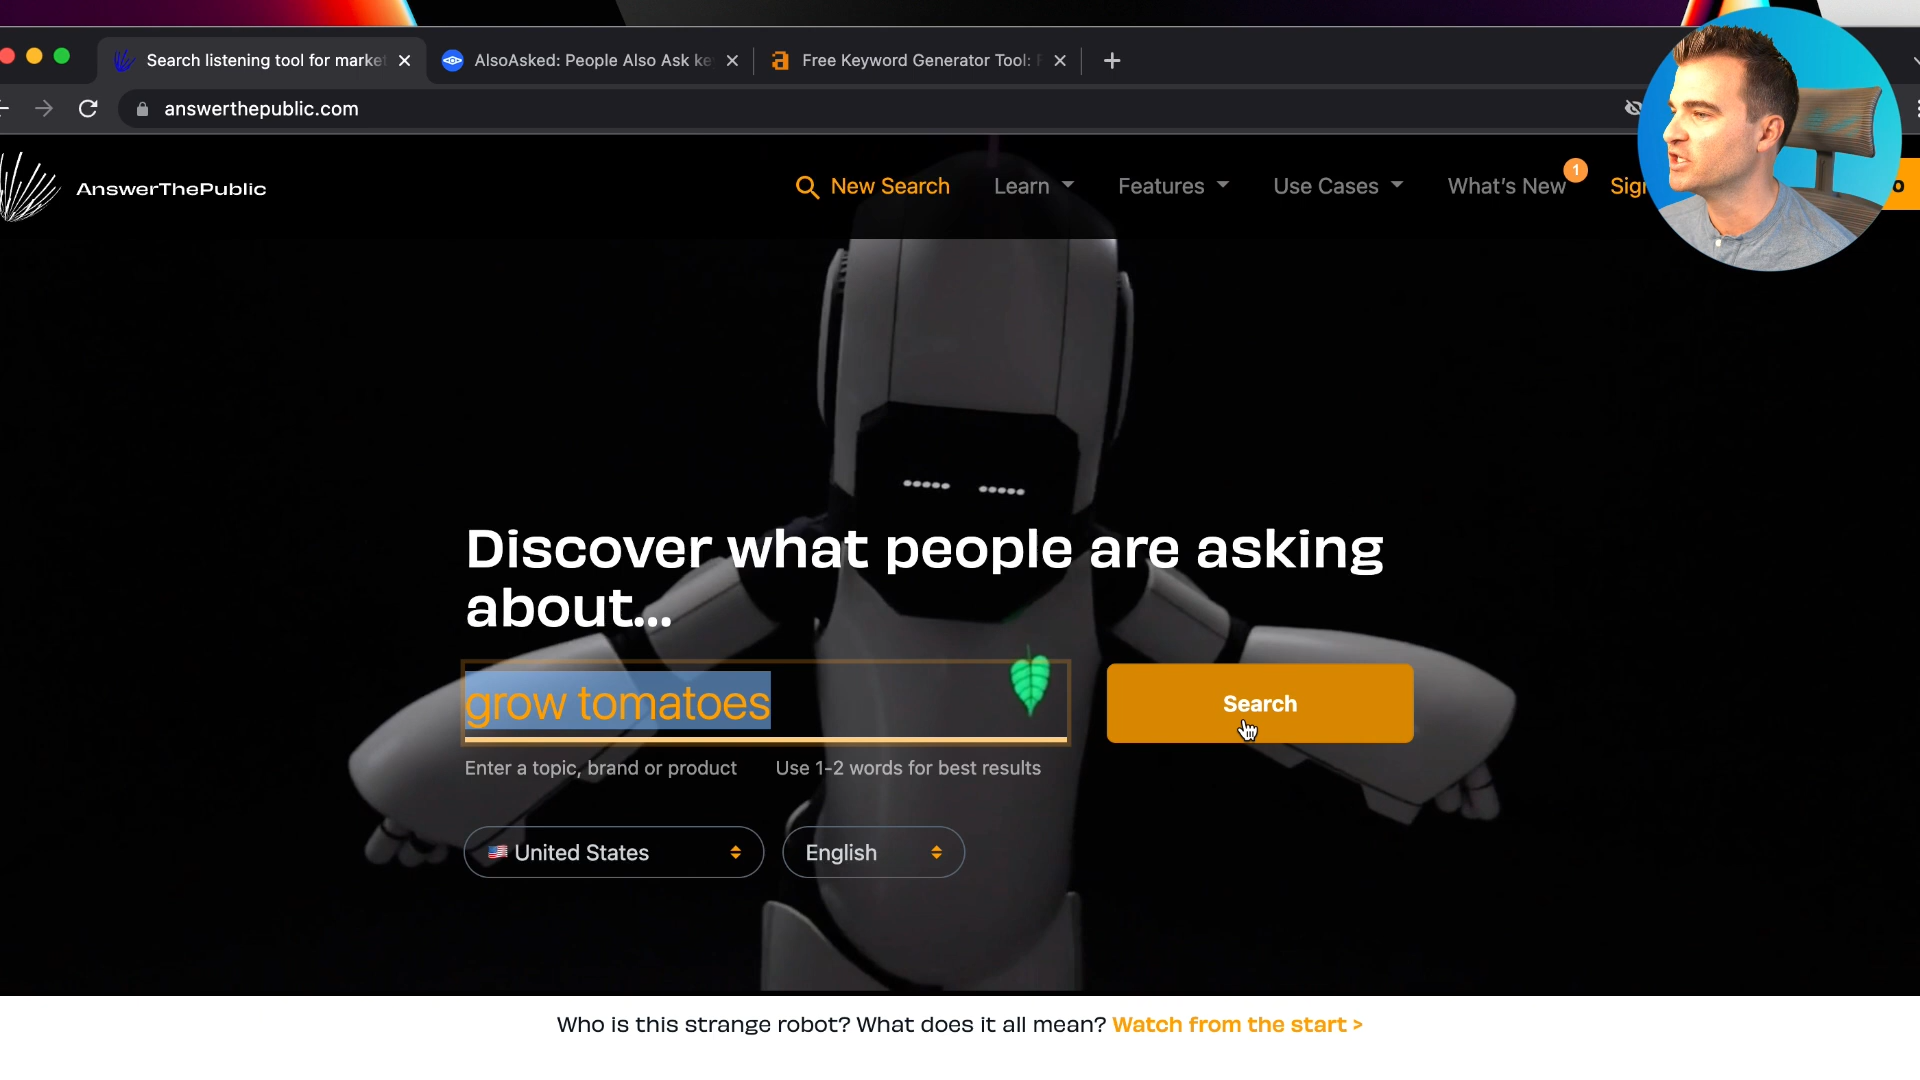 Search listening tool for market
AlsoAsked: People Also Ask ke
Free Keyword Generator Tool:
answerthepublic.com
AnswerThePublic
New Search
Learn
Features
Use Cases
What's New
1
Discover what people are asking
about...
grow tomatoes
Search
Enter a topic, brand or product
Use 1-2 words for best results
United States
English
Who is this strange robot? What does it all mean? Watch from the start >